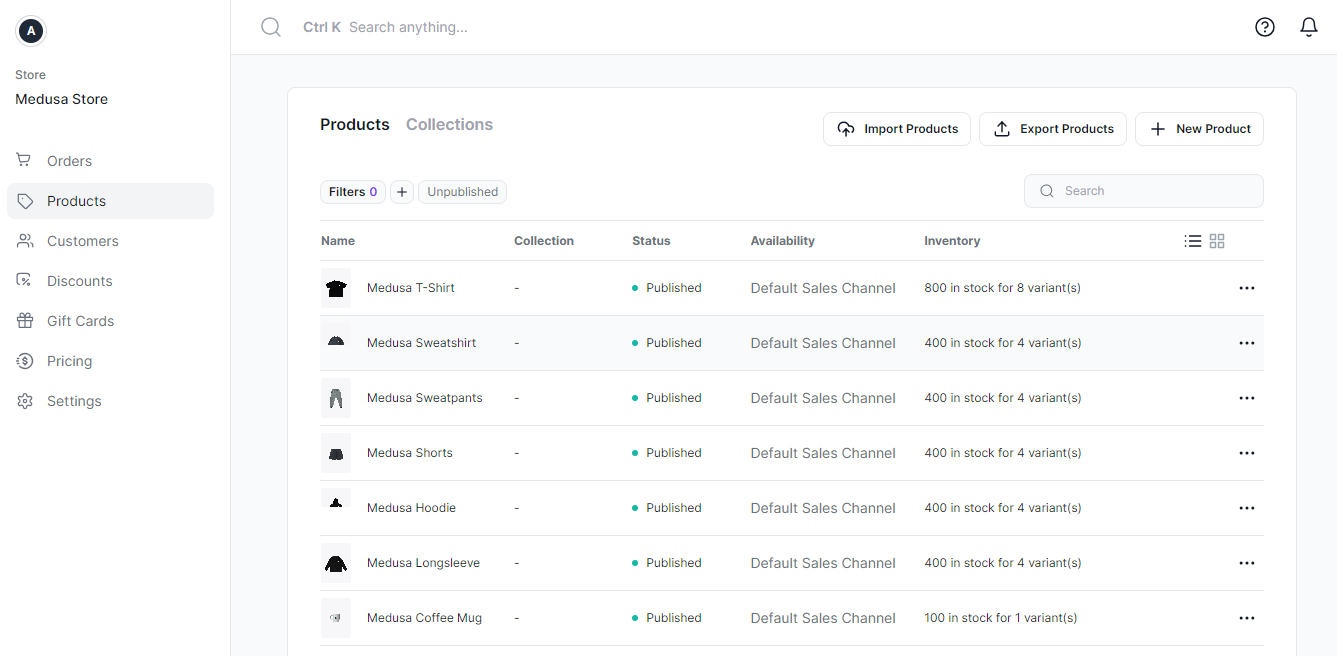 A
Ctrl K Search anything...
Store
Medusa Store
Orders
Products
Customers
Discounts
Gift Cards
Pricing
Settings
Products Collections
Import Products Export Products New Product
Filters 0 + Unpublished
Search
Name Collection Status Availability Inventory
Medusa T-Shirt - Published Default Sales Channel 800 in stock for 8 variant(s)
Medusa Sweatshirt - Published Default Sales Channel 400 in stock for 4 variant(s)
Medusa Sweatpants - Published Default Sales Channel 400 in stock for 4 variant(s)
Medusa Shorts - Published Default Sales Channel 400 in stock for 4 variant(s)
Medusa Hoodie - Published Default Sales Channel 400 in stock for 4 variant(s)
Medusa Longsleeve - Published Default Sales Channel 400 in stock for 4 variant(s)
Medusa Coffee Mug - Published Default Sales Channel 100 in stock for 1 variant(s)